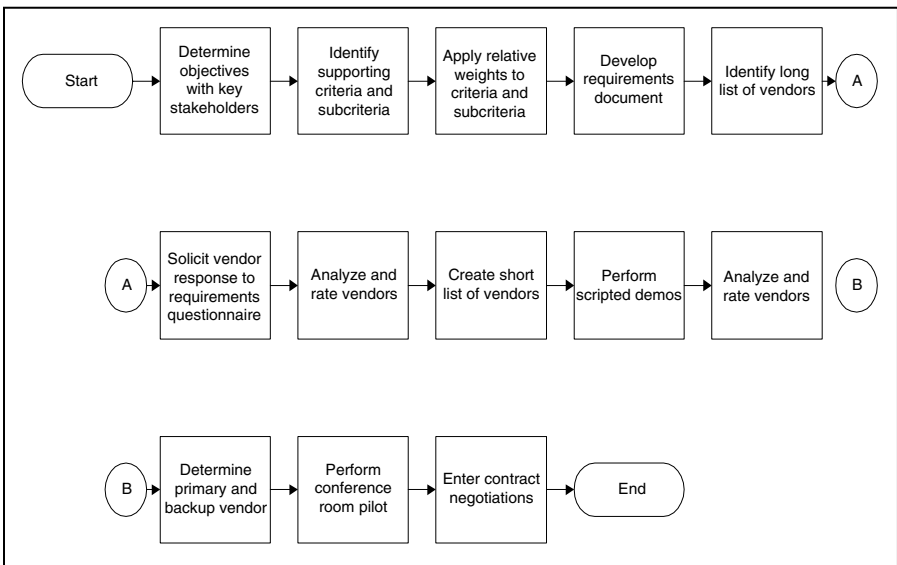 Start
Determine
objectives
with key
stakeholders
Identify
supporting
criteria and
subcriteria
Apply relative
weights to
criteria and
subcriteria
Develop
requirements
document
Identify long
list of vendors
A
A
Solicit vendor
response to
requirements
questionnaire
Analyze and
rate vendors
Create short
list of vendors
Perform
scripted demos
Analyze and
rate vendors
B
B
Determine
primary and
backup vendor
Perform
conference
room pilot
Enter contract
negotiations
End